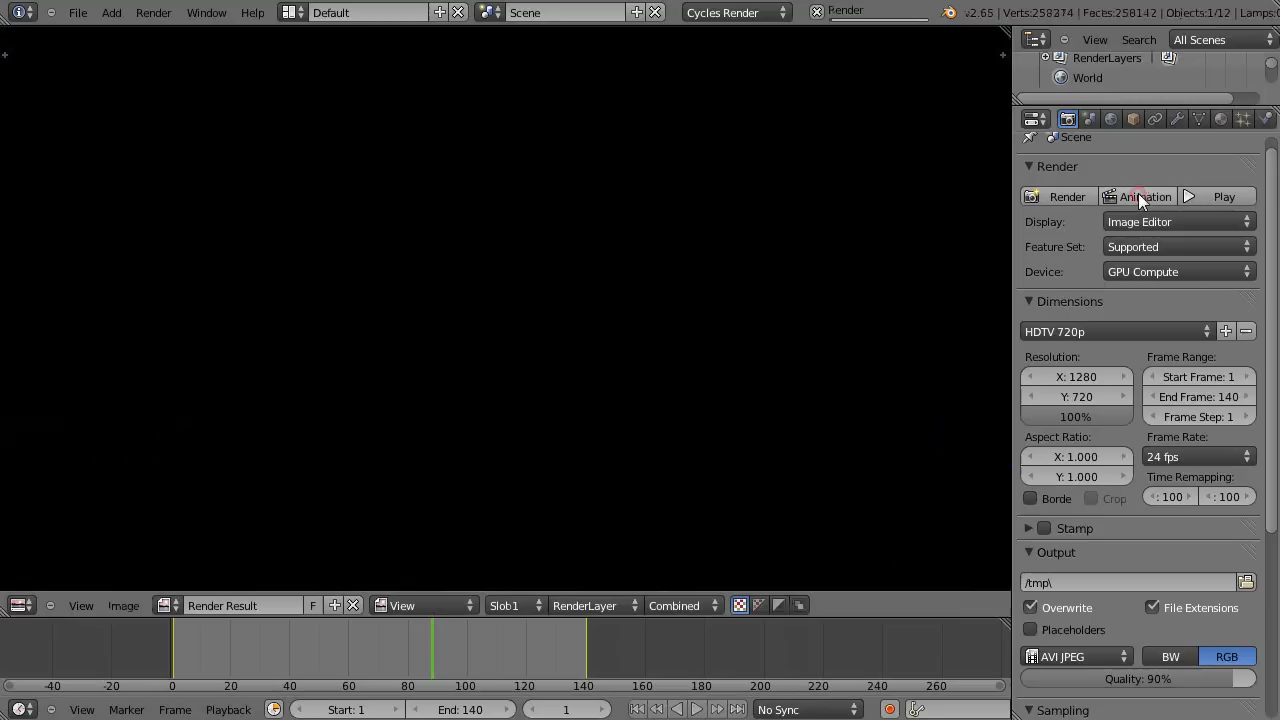 File Add Render Window Help Default Scene Cycles Render Render v2.65 | Verts:258374 | Faces:258142 | Objects:1/12 | Lamps:0
View Search All Scenes
RenderLayers
World
Scene
Render
Render Animation Play
Display: Image Editor
Feature Set: Supported
Device: GPU Compute
Dimensions
HDTV 720p
Resolution: Frame Range:
X: 1280 Start Frame: 1
Y: 720 End Frame: 140
100% Frame Step: 1
Aspect Ratio: Frame Rate:
X: 1.000 24 fps
Y: 1.000 Time Remapping:
Borde Crop : 100 : 100
Stamp
Output
/tmp\
Overwrite File Extensions
Placeholders
AVI JPEG BW RGB
Quality: 90%
Sampling
View Image Render Result F View Slob1 RenderLayer Combined
-40 -20 0 20 40 60 80 100 120 140 160 180 200 220 240 260
View Marker Frame Playback Start: 1 End: 140 1 No Sync